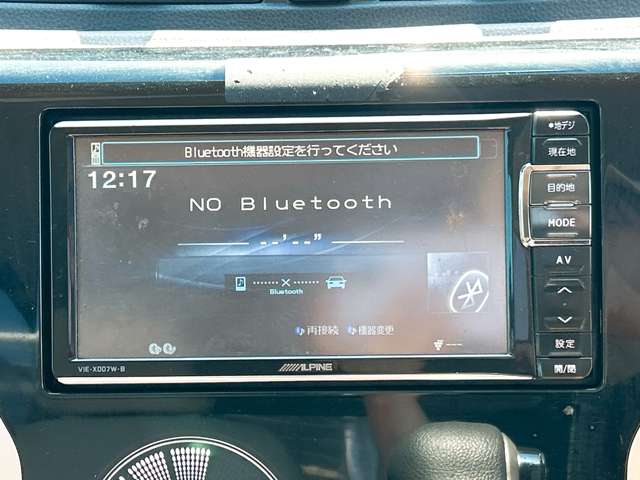 Bluetooth機器設定を行ってください
12:17
NO Bluetooth
--'--"
Bluetooth
再接続 機器変更
VIE-X007W-B
ALPINE
*地デジ
現在地
目的地
MODE
AV
設定
開/閉